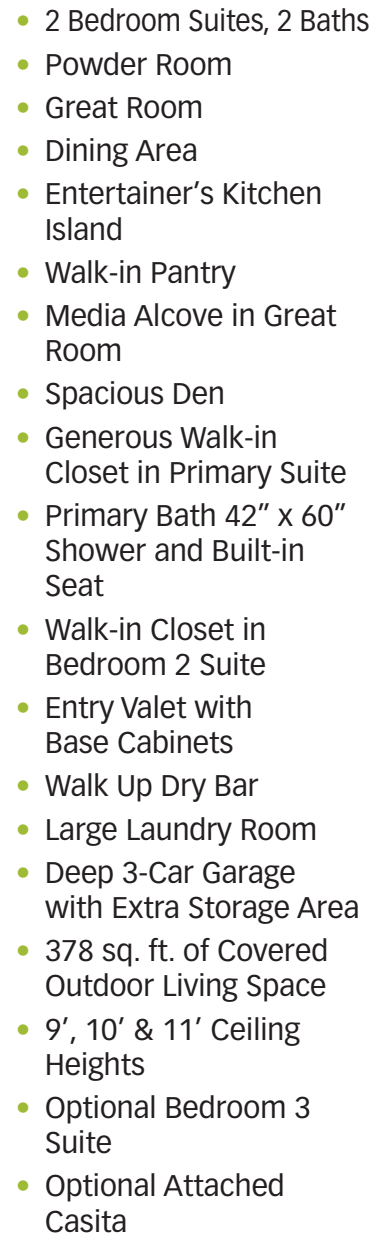 • 2 Bedroom Suites, 2 Baths
• Powder Room
• Great Room
• Dining Area
• Entertainer’s Kitchen
Island
• Walk-in Pantry
• Media Alcove in Great
Room
• Spacious Den
• Generous Walk-in
Closet in Primary Suite
• Primary Bath 42″ x 60″
Shower and Built-in
Seat
• Walk-in Closet in
Bedroom 2 Suite
• Entry Valet with
Base Cabinets
• Walk Up Dry Bar
• Large Laundry Room
• Deep 3-Car Garage
with Extra Storage Area
• 378 sq. ft. of Covered
Outdoor Living Space
• 9′, 10′ & 11′ Ceiling
Heights
• Optional Bedroom 3
Suite
• Optional Attached
Casita